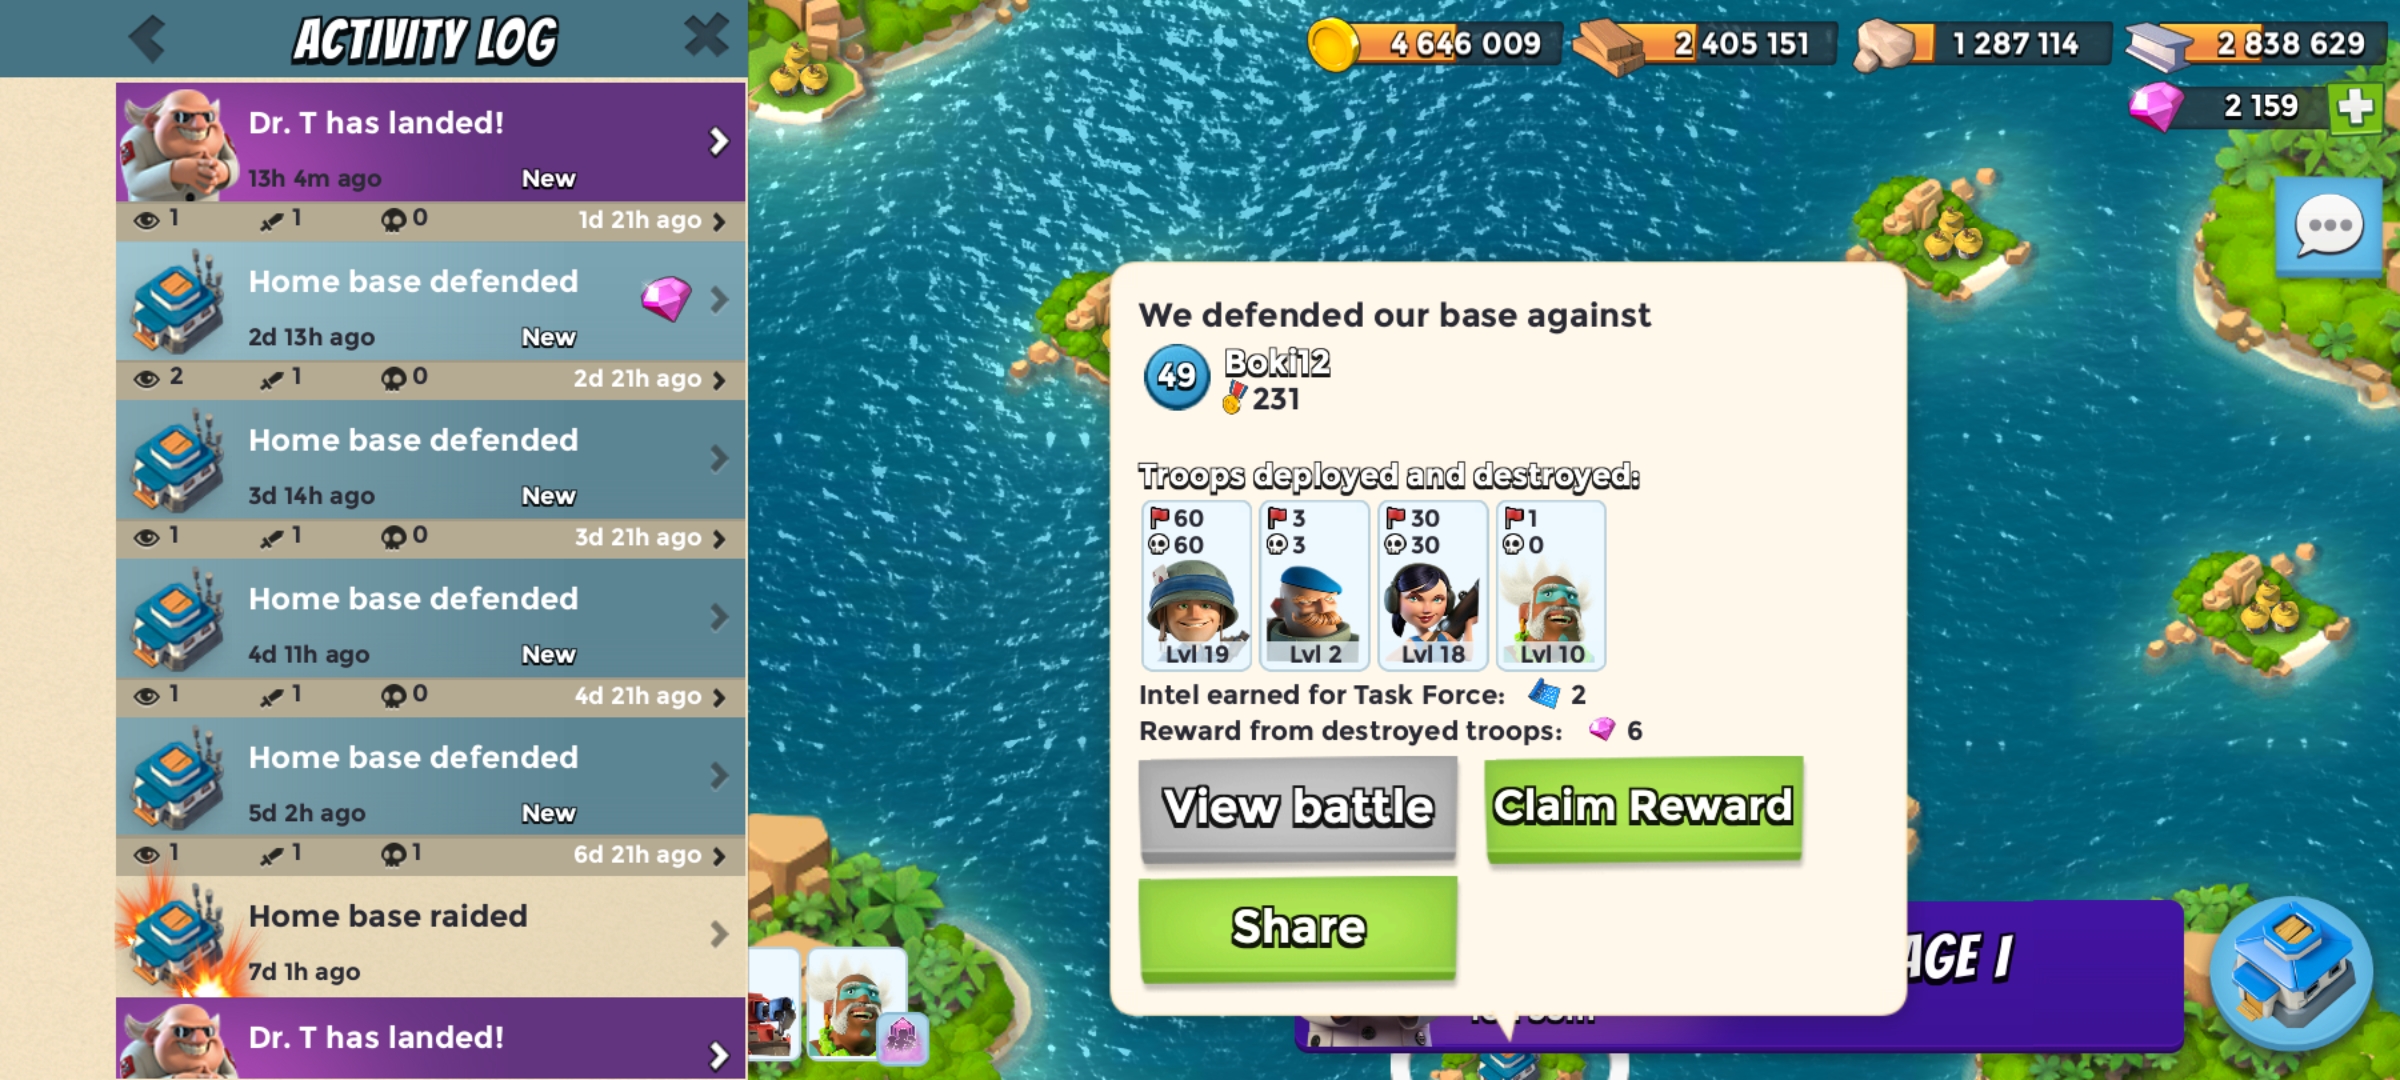 ACTIVITY LOG
Dr. T has landed!
13h 4m ago New
1 1 0 1d 21h ago
Home base defended
2d 13h ago New
2 1 0 2d 21h ago
Home base defended
3d 14h ago New
1 1 0 3d 21h ago
Home base defended
4d 11h ago New
1 1 0 4d 21h ago
Home base defended
5d 2h ago New
1 1 1 6d 21h ago
Home base raided
7d 1h ago
Dr. T has landed!
4 646 009 2 405 151 1 287 114 2 838 629
2 159
We defended our base against
49 Boki12
231
Troops deployed and destroyed:
60 3 30 1
60 3 30 0
Lvl 19 Lvl 2 Lvl 18 Lvl 10
Intel earned for Task Force: 2
Reward from destroyed troops: 6
View battle Claim Reward
Share
AGE I